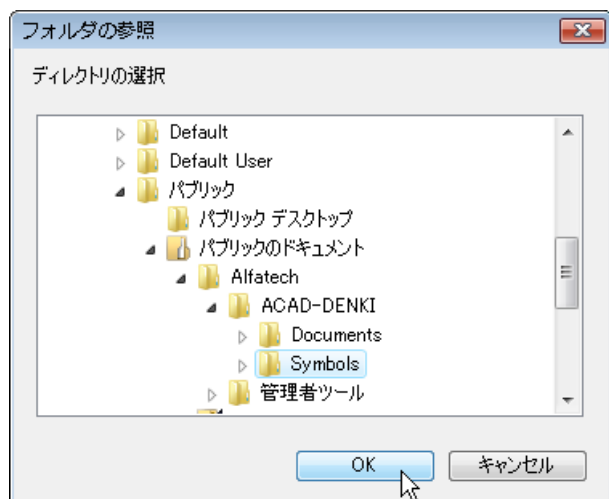 フォルダの参照
ディレクトリの選択
Default
Default User
パブリック
パブリック デスクトップ
パブリックのドキュメント
Alfatech
ACAD-DENKI
Documents
Symbols
管理者ツール
OK
キャンセル